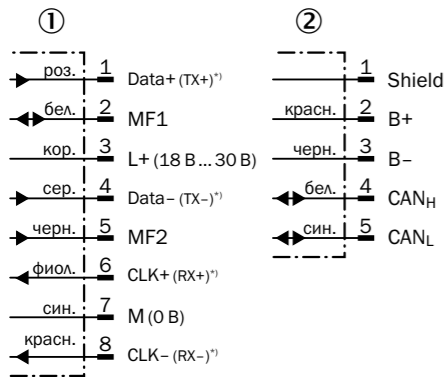 ①
роз. 1 Data+ (TX+)*)
бел. 2 MF1
кор. 3 L+ (18 В ... 30 В)
сер. 4 Data– (TX–)*)
черн. 5 MF2
фиол. 6 CLK+ (RX+)*)
син. 7 M (0 В)
красн. 8 CLK– (RX–)*)
②
1 Shield
красн. 2 B+
черн. 3 B–
бел. 4 CANH
син. 5 CANL